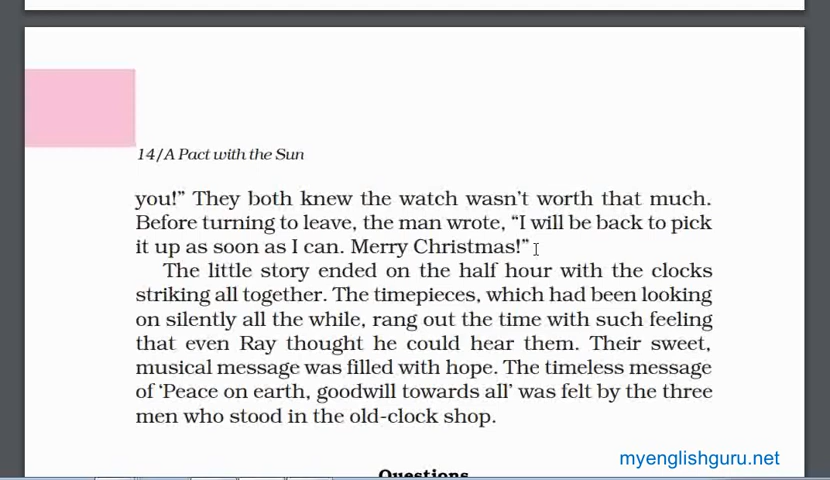 14/A Pact with the Sun
you!” They both knew the watch wasn’t worth that much.
Before turning to leave, the man wrote, “I will be back to pick
it up as soon as I can. Merry Christmas!”
The little story ended on the half hour with the clocks
striking all together. The timepieces, which had been looking
on silently all the while, rang out the time with such feeling
that even Ray thought he could hear them. Their sweet,
musical message was filled with hope. The timeless message
of ‘Peace on earth, goodwill towards all’ was felt by the three
men who stood in the old-clock shop.
myenglishguru.net
Questions